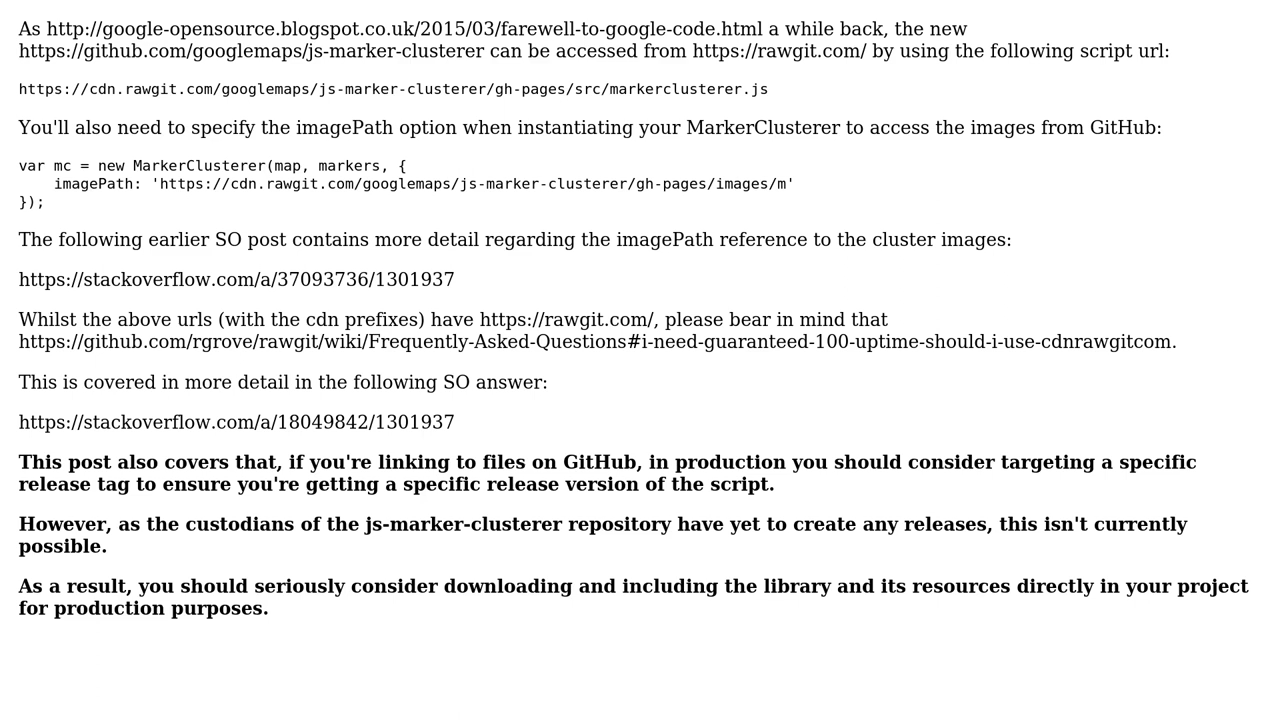 As http://google-opensource.blogspot.co.uk/2015/03/farewell-to-google-code.html a while back, the new
https://github.com/googlemaps/js-marker-clusterer can be accessed from https://rawgit.com/ by using the following script url:
https://cdn.rawgit.com/googlemaps/js-marker-clusterer/gh-pages/src/markerclusterer.js
You'll also need to specify the imagePath option when instantiating your MarkerClusterer to access the images from GitHub:
var mc = new MarkerClusterer(map, markers, {
    imagePath: 'https://cdn.rawgit.com/googlemaps/js-marker-clusterer/gh-pages/images/m'
});
The following earlier SO post contains more detail regarding the imagePath reference to the cluster images:
https://stackoverflow.com/a/37093736/1301937
Whilst the above urls (with the cdn prefixes) have https://rawgit.com/, please bear in mind that
https://github.com/rgrove/rawgit/wiki/Frequently-Asked-Questions#i-need-guaranteed-100-uptime-should-i-use-cdnrawgitcom.
This is covered in more detail in the following SO answer:
https://stackoverflow.com/a/18049842/1301937
This post also covers that, if you're linking to files on GitHub, in production you should consider targeting a specific
release tag to ensure you're getting a specific release version of the script.
However, as the custodians of the js-marker-clusterer repository have yet to create any releases, this isn't currently
possible.
As a result, you should seriously consider downloading and including the library and its resources directly in your project
for production purposes.